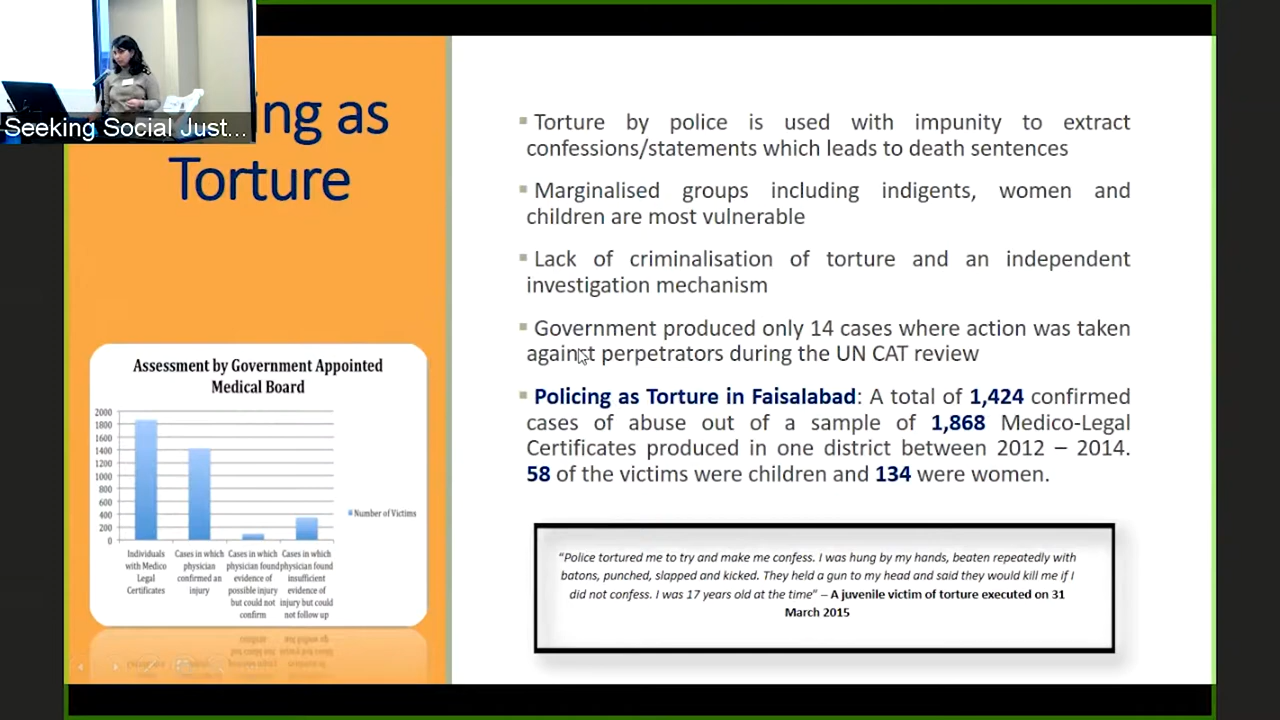 Seeking Social Just...
ing as
Torture
Torture by police is used with impunity to extract
confessions/statements which leads to death sentences
Marginalised groups including indigents, women and
children are most vulnerable
Lack of criminalisation of torture and an independent
investigation mechanism
Government produced only 14 cases where action was taken
against perpetrators during the UN CAT review
Policing as Torture in Faisalabad: A total of 1,424 confirmed
cases of abuse out of a sample of 1,868 Medico-Legal
Certificates produced in one district between 2012 – 2014.
58 of the victims were children and 134 were women.
Assessment by Government Appointed
Medical Board
2000
1800
1600
1400
1200
1000
800
600
400
200
0
Number of Victims
Individuals
with Medico
Legal
Certificates
Cases in which
physician
confirmed an
injury
Cases in which
physician found
evidence of
possible injury
but could not
confirm
Cases in which
physician found
insufficient
evidence of
injury but could
not follow up
“Police tortured me to try and make me confess. I was hung by my hands, beaten repeatedly with
batons, punched, slapped and kicked. They held a gun to my head and said they would kill me if I
did not confess. I was 17 years old at the time” – A juvenile victim of torture executed on 31
March 2015